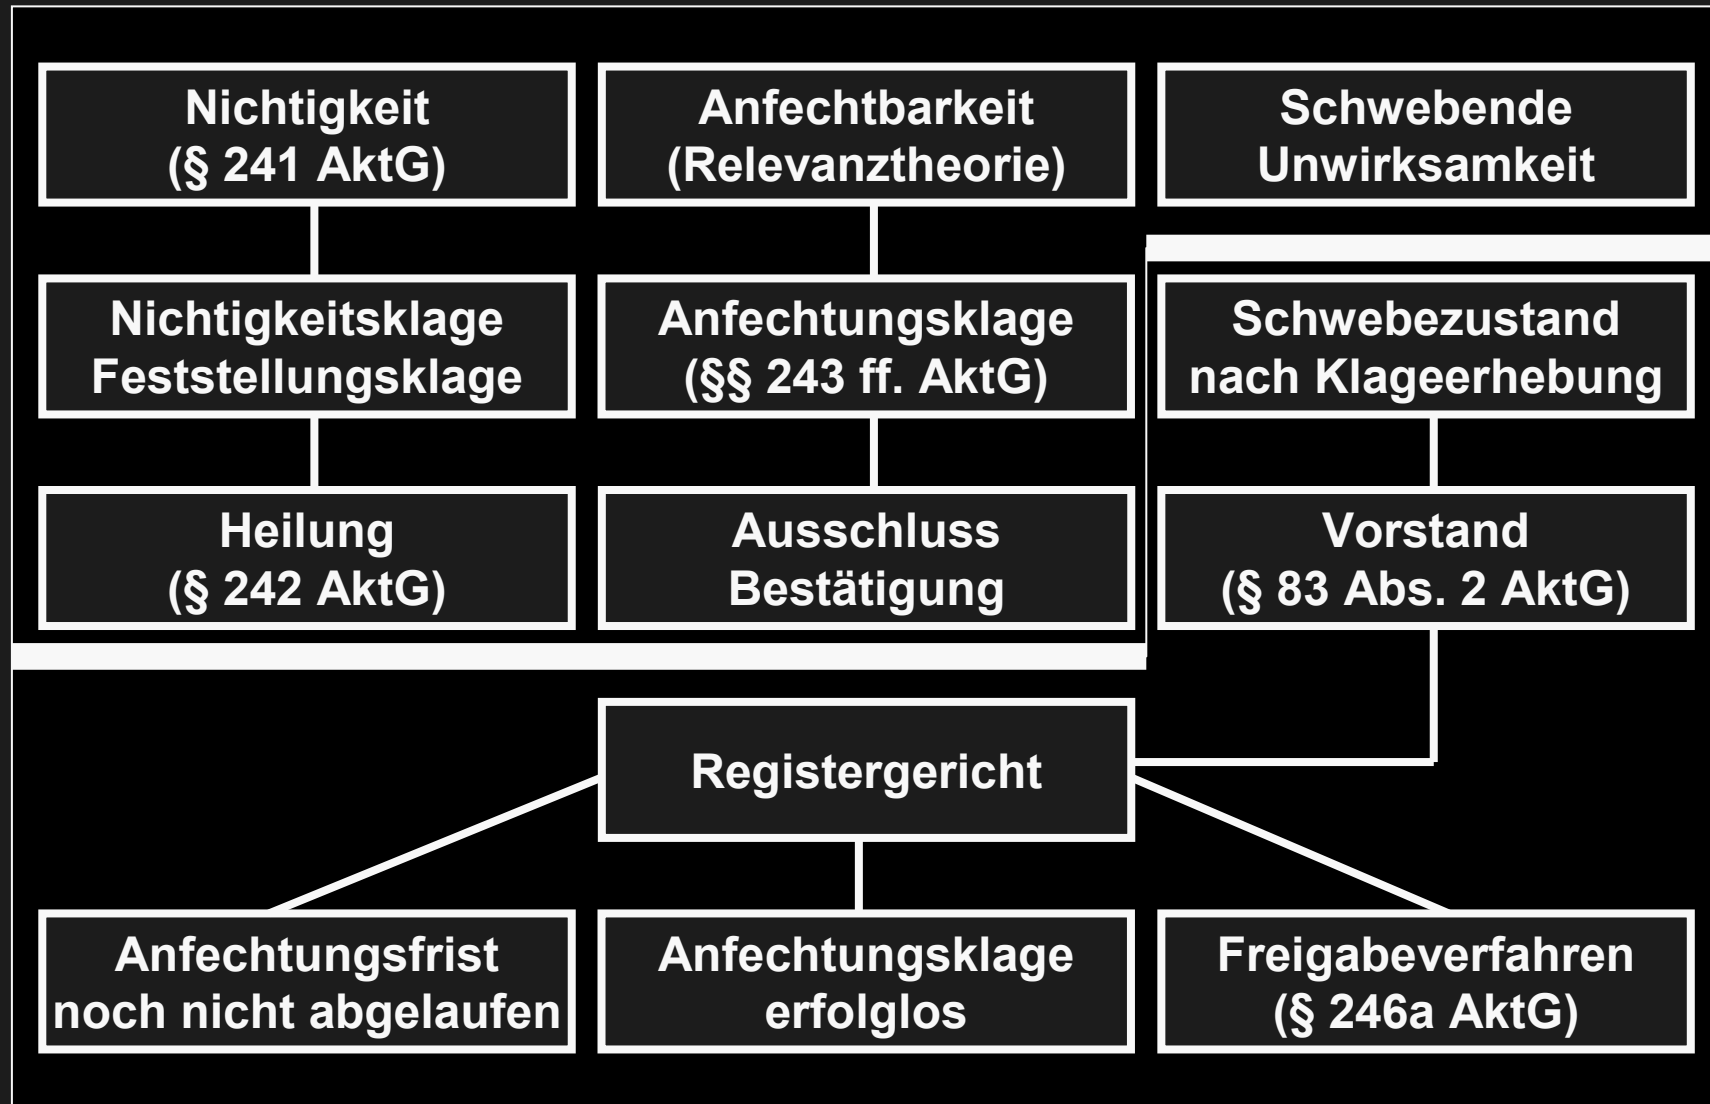 Nichtigkeit
(§ 241 AktG)
Anfechtbarkeit
(Relevanztheorie)
Schwebende
Unwirksamkeit
Nichtigkeitsklage
Feststellungsklage
Anfechtungsklage
(§§ 243 ff. AktG)
Schwebezustand
nach Klageerhebung
Heilung
(§ 242 AktG)
Ausschluss
Bestätigung
Vorstand
(§ 83 Abs. 2 AktG)
Registergericht
Anfechtungsfrist
noch nicht abgelaufen
Anfechtungsklage
erfolglos
Freigabeverfahren
(§ 246a AktG)